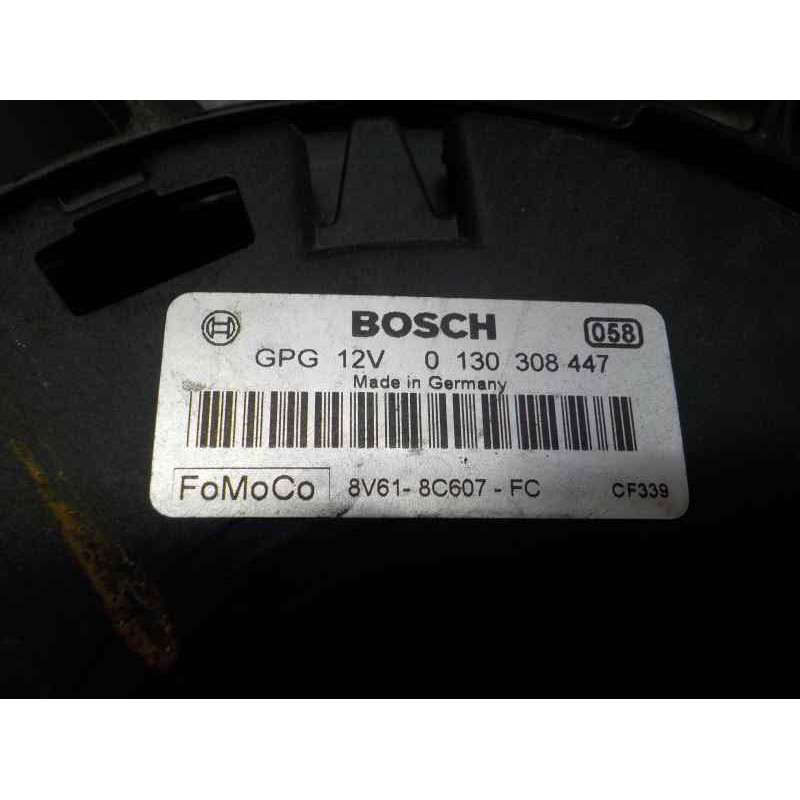 BOSCH 058
GPG 12V 0 130 308 447
Made in Germany
FoMoCo 8V61- 8C607 - FC CF339